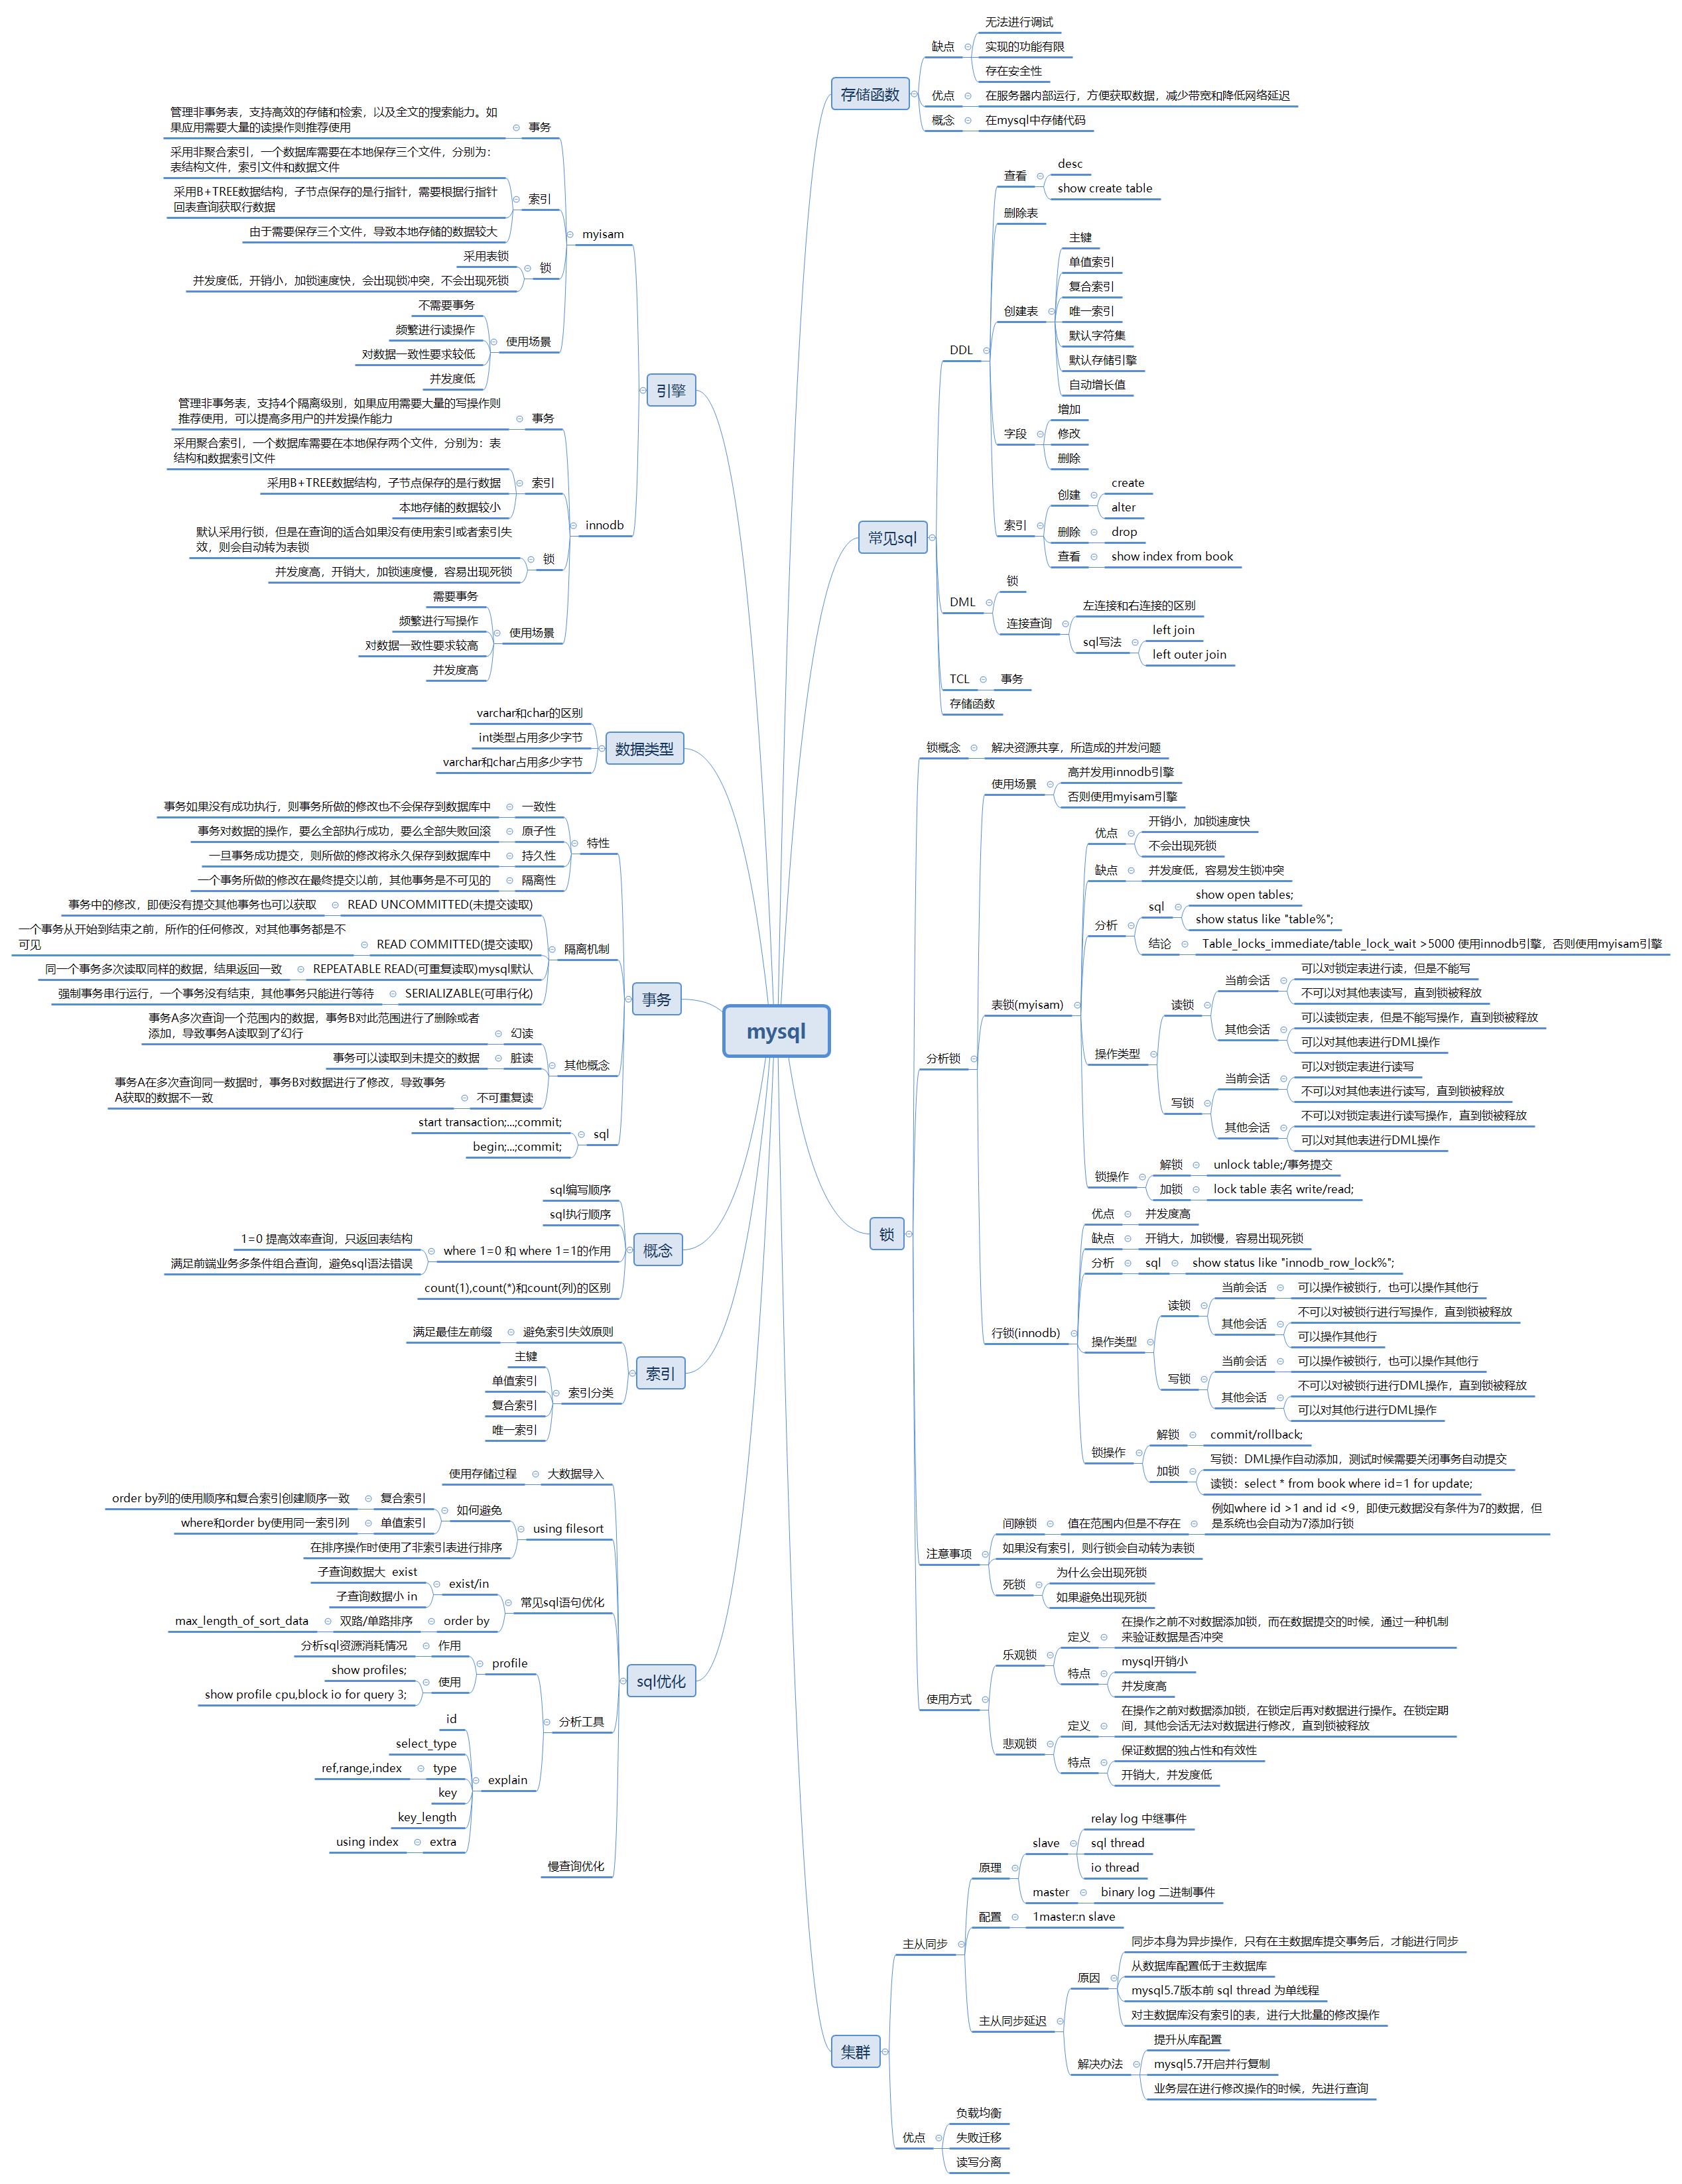 mysql
存储函数
缺点
无法进行调试
实现的功能有限
存在安全性
优点
在服务器内部运行，方便获取数据，减少带宽和降低网络延迟
概念
在mysql中存储代码
常见sql
DDL
查看
desc
show create table
删除表
创建表
主键
单值索引
复合索引
唯一索引
默认字符集
默认存储引擎
自动增长值
字段
增加
修改
删除
索引
创建
create
alter
删除
drop
查看
show index from book
DML
锁
连接查询
左连接和右连接的区别
sql写法
left join
left outer join
TCL
事务
存储函数
锁
锁概念
解决资源共享，所造成的并发问题
分析锁
使用场景
高并发用innodb引擎
否则使用myisam引擎
表锁(myisam)
优点
开销小，加锁速度快
不会出现死锁
缺点
并发度低，容易发生锁冲突
分析
sql
show open tables;
show status like "table%";
结论
Table_locks_immediate/table_lock_wait >5000 使用innodb引擎，否则使用myisam引擎
操作类型
读锁
当前会话
可以对锁定表进行读，但是不能写
不可以对其他表读写，直到锁被释放
其他会话
可以读锁定表，但是不能写操作，直到锁被释放
可以对其他表进行DML操作
写锁
当前会话
可以对锁定表进行读写
不可以对其他表进行读写，直到锁被释放
其他会话
不可以对锁定表进行读写操作，直到锁被释放
可以对其他表进行DML操作
锁操作
解锁
unlock table;/事务提交
加锁
lock table 表名 write/read;
行锁(innodb)
优点
并发度高
缺点
开销大，加锁慢，容易出现死锁
分析
sql
show status like "innodb_row_lock%";
操作类型
读锁
当前会话
可以操作被锁行，也可以操作其他行
其他会话
不可以对被锁行进行写操作，直到锁被释放
可以操作其他行
写锁
当前会话
可以操作被锁行，也可以操作其他行
其他会话
不可以对被锁行进行DML操作，直到锁被释放
可以对其他行进行DML操作
锁操作
解锁
commit/rollback;
加锁
写锁：DML操作自动添加，测试时候需要关闭事务自动提交
读锁：select * from book where id=1 for update;
注意事项
间隙锁
值在范围内但是不存在
例如where id >1 and id <9，即使元数据没有条件为7的数据，但
是系统也会自动为7添加行锁
如果没有索引，则行锁会自动转为表锁
死锁
为什么会出现死锁
如果避免出现死锁
使用方式
乐观锁
定义
在操作之前不对数据添加锁，而在数据提交的时候，通过一种机制
来验证数据是否冲突
特点
mysql开销小
并发度高
悲观锁
定义
在操作之前对数据添加锁，在锁定后再对数据进行操作。在锁定期
间，其他会话无法对数据进行修改，直到锁被释放
特点
保证数据的独占性和有效性
开销大，并发度低
集群
主从同步
原理
slave
relay log 中继事件
sql thread
io thread
master
binary log 二进制事件
配置
1master:n slave
主从同步延迟
原因
同步本身为异步操作，只有在主数据库提交事务后，才能进行同步
从数据库配置低于主数据库
mysql5.7版本前 sql thread 为单线程
对主数据库没有索引的表，进行大批量的修改操作
解决办法
提升从库配置
mysql5.7开启并行复制
业务层在进行修改操作的时候，先进行查询
优点
负载均衡
失败迁移
读写分离
引擎
myisam
事务
管理非事务表，支持高效的存储和检索，以及全文的搜索能力。如
果应用需要大量的读操作则推荐使用
索引
采用非聚合索引，一个数据库需要在本地保存三个文件，分别为：
表结构文件，索引文件和数据文件
采用B+TREE数据结构，子节点保存的是行指针，需要根据行指针
回表查询获取行数据
由于需要保存三个文件，导致本地存储的数据较大
锁
采用表锁
并发度低，开销小，加锁速度快，会出现锁冲突，不会出现死锁
使用场景
不需要事务
频繁进行读操作
对数据一致性要求较低
并发度低
innodb
事务
管理非事务表，支持4个隔离级别，如果应用需要大量的写操作则
推荐使用，可以提高多用户的并发操作能力
索引
采用聚合索引，一个数据库需要在本地保存两个文件，分别为：表
结构和数据索引文件
采用B+TREE数据结构，子节点保存的是行数据
本地存储的数据较小
锁
默认采用行锁，但是在查询的适合如果没有使用索引或者索引失
效，则会自动转为表锁
并发度高，开销大，加锁速度慢，容易出现死锁
使用场景
需要事务
频繁进行写操作
对数据一致性要求较高
并发度高
数据类型
varchar和char的区别
int类型占用多少字节
varchar和char占用多少字节
事务
特性
一致性
事务如果没有成功执行，则事务所做的修改也不会保存到数据库中
原子性
事务对数据的操作，要么全部执行成功，要么全部失败回滚
持久性
一旦事务成功提交，则所做的修改将永久保存到数据库中
隔离性
一个事务所做的修改在最终提交以前，其他事务是不可见的
隔离机制
READ UNCOMMITTED(未提交读取)
事务中的修改，即使没有提交其他事务也可以获取
READ COMMITTED(提交读取)
一个事务从开始到结束之前，所作的任何修改，对其他事务都是不
可见
REPEATABLE READ(可重复读取)mysql默认
同一个事务多次读取同样的数据，结果返回一致
SERIALIZABLE(可串行化)
强制事务串行运行，一个事务没有结束，其他事务只能进行等待
其他概念
幻读
事务A多次查询一个范围内的数据，事务B对此范围进行了删除或者
添加，导致事务A读取到了幻行
脏读
事务可以读取到未提交的数据
不可重复读
事务A在多次查询同一数据时，事务B对数据进行了修改，导致事务
A获取的数据不一致
sql
start transaction;...;commit;
begin;...;commit;
概念
sql编写顺序
sql执行顺序
where 1=0 和 where 1=1的作用
1=0 提高效率查询，只返回表结构
满足前端业务多条件组合查询，避免sql语法错误
count(1),count(*)和count(列)的区别
索引
避免索引失效原则
满足最佳左前缀
索引分类
主键
单值索引
复合索引
唯一索引
sql优化
大数据导入
使用存储过程
using filesort
如何避免
复合索引
order by列的使用顺序和复合索引创建顺序一致
单值索引
where和order by使用同一索引列
在排序操作时使用了非索引表进行排序
常见sql语句优化
exist/in
子查询数据大 exist
子查询数据小 in
order by
双路/单路排序
max_length_of_sort_data
分析工具
profile
作用
分析sql资源消耗情况
使用
show profiles;
show profile cpu,block io for query 3;
explain
id
select_type
type
ref,range,index
key
key_length
extra
using index
慢查询优化